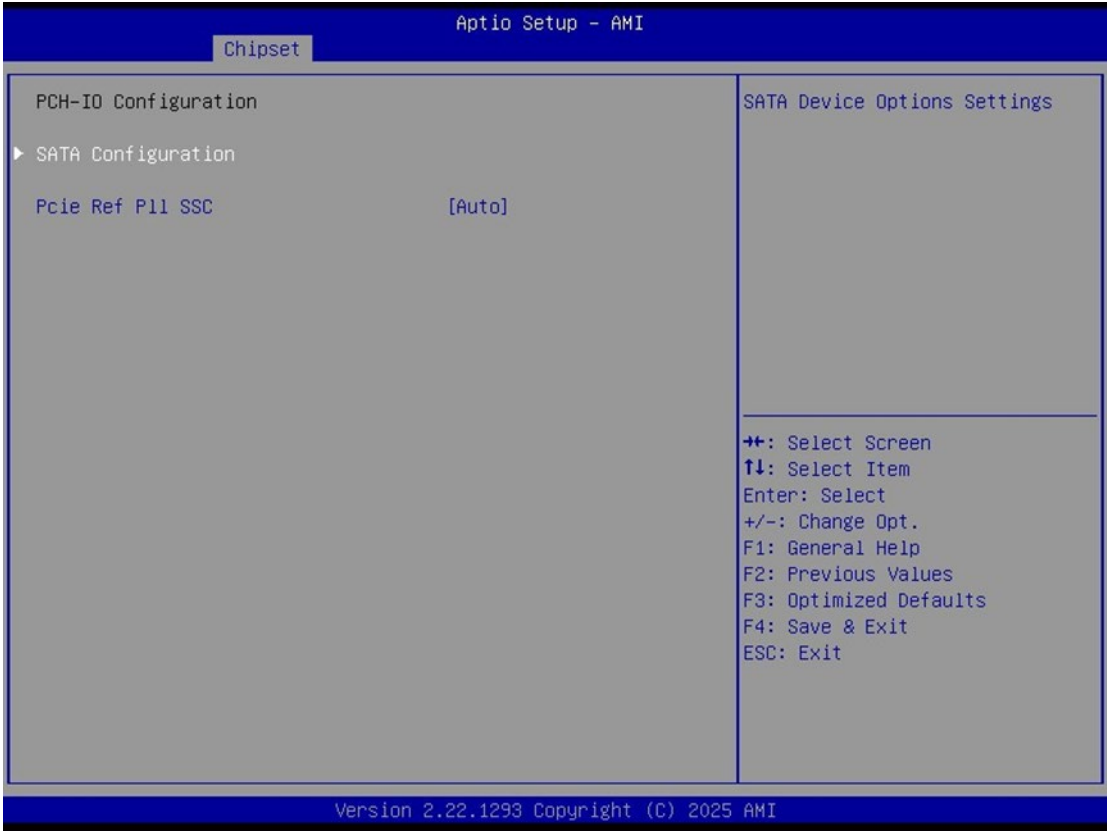 Aptio Setup - AMI
Chipset
PCH-IO Configuration
SATA Configuration
Pcie Ref Pll SSC [Auto]
SATA Device Options Settings
→←: Select Screen
↑↓: Select Item
Enter: Select
+/-: Change Opt.
F1: General Help
F2: Previous Values
F3: Optimized Defaults
F4: Save & Exit
ESC: Exit
Version 2.22.1293 Copyright (C) 2025 AMI